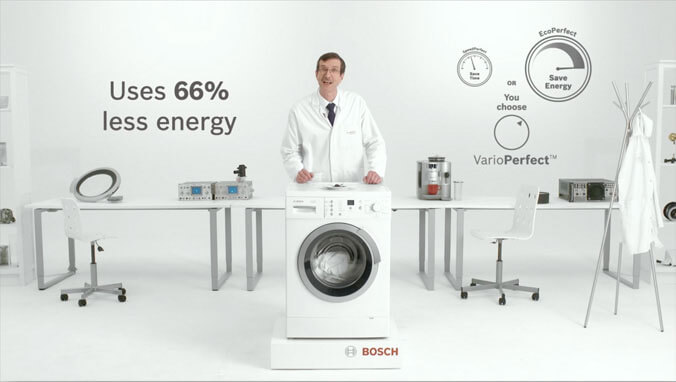 Uses 66%
less energy
SpeedPerfect
Save
Time
OR
EcoPerfect
Save
Energy
You
choose
VarioPerfect™
BOSCH